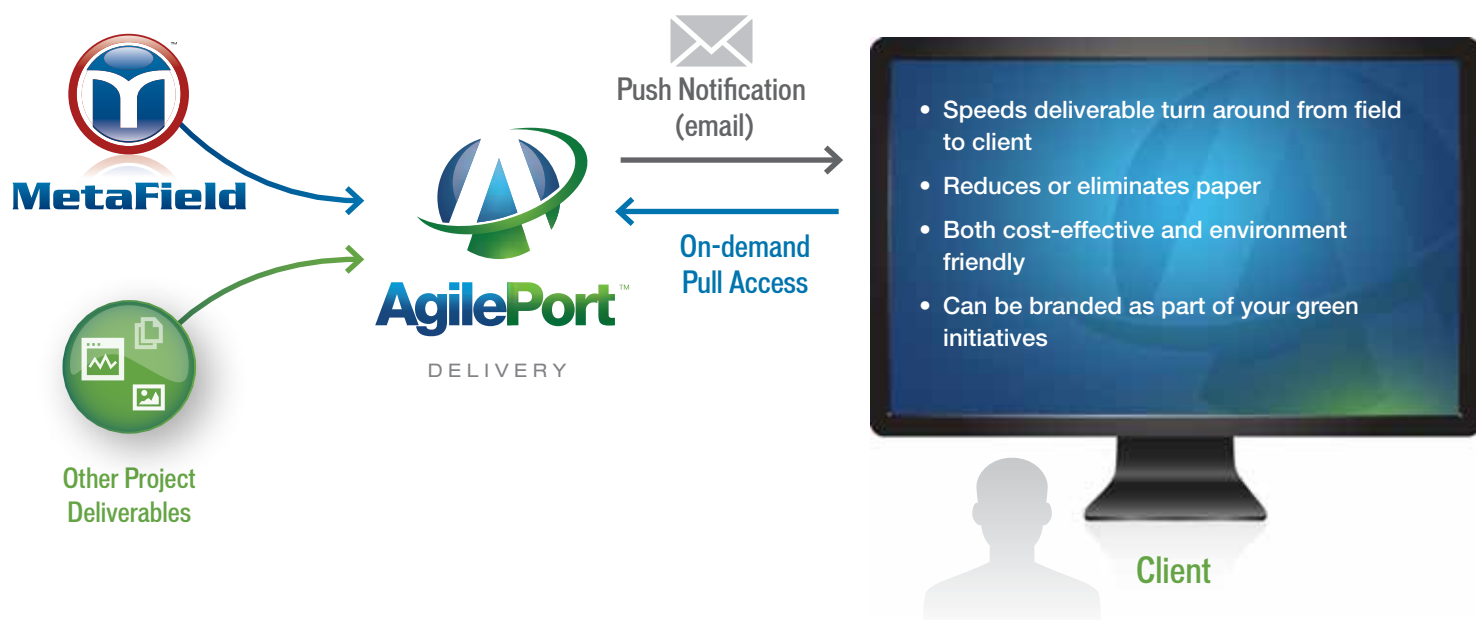 ™
MetaField
Other Project
Deliverables
AgilePort™
DELIVERY
Push Notification
(email)
On-demand
Pull Access
• Speeds deliverable turn around from field
to client
• Reduces or eliminates paper
• Both cost-effective and environment
friendly
• Can be branded as part of your green
initiatives
Client